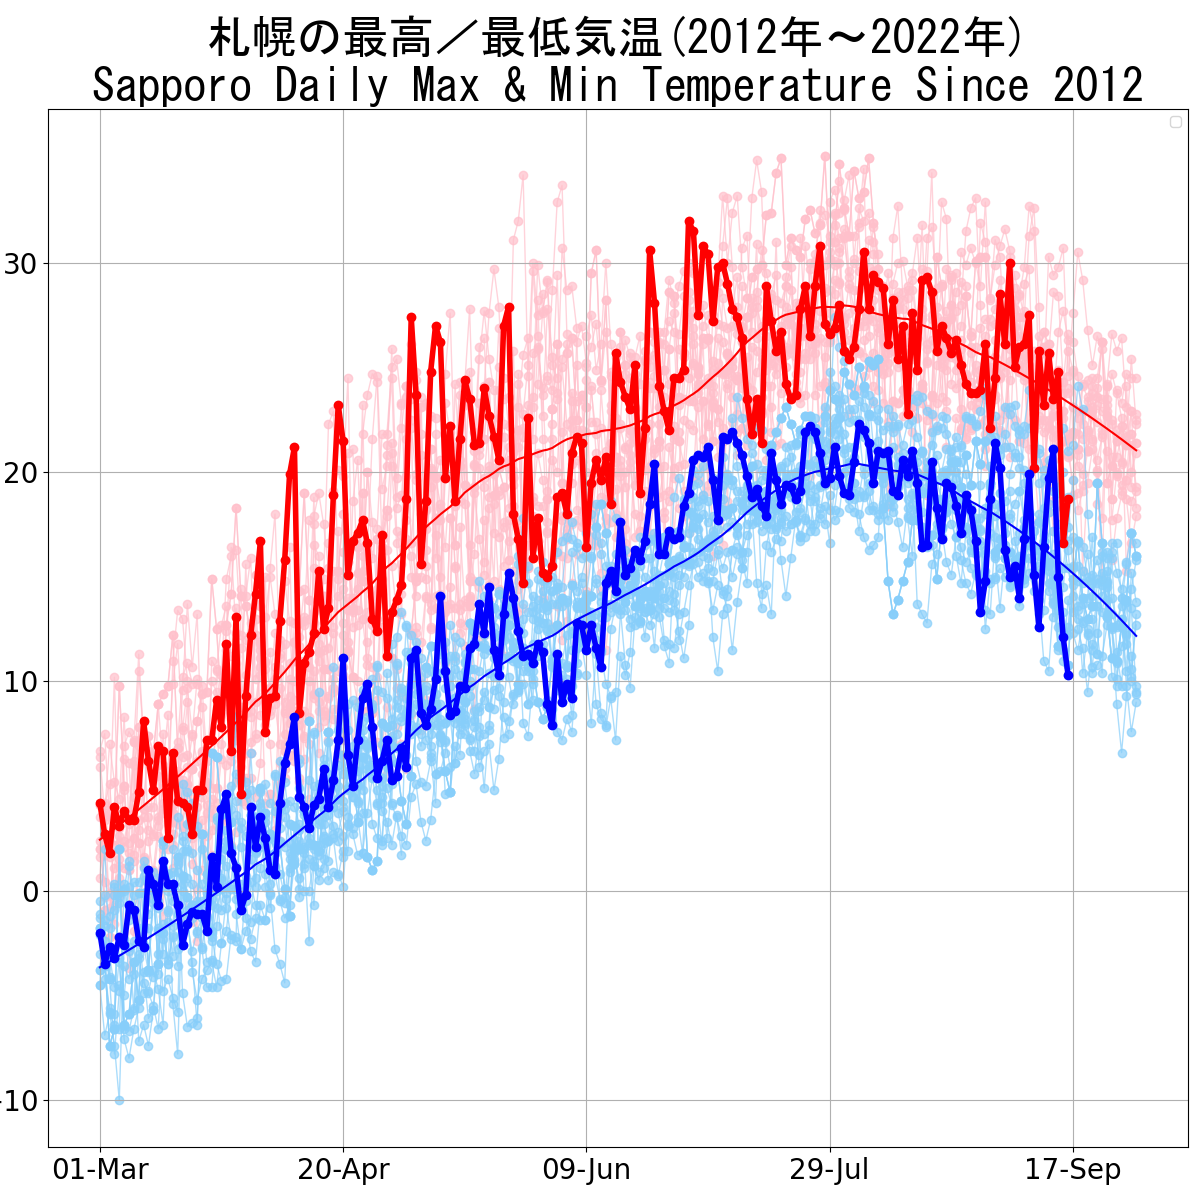 札幌の最高／最低気温(2012年～2022年)
Sapporo Daily Max & Min Temperature Since 2012
30
20
10
0
-10
01-Mar 20-Apr 09-Jun 29-Jul 17-Sep